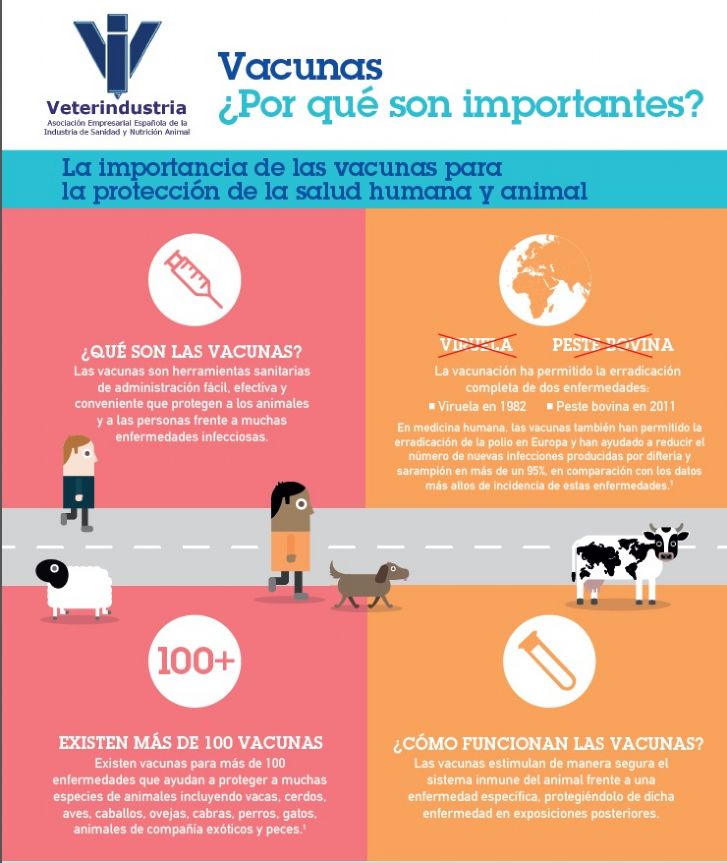 Veterindustria
Asociación Empresarial Española de la
Industria de Sanidad y Nutrición Animal
Vacunas
¿Por qué son importantes?
La importancia de las vacunas para
la protección de la salud humana y animal
¿QUÉ SON LAS VACUNAS?
Las vacunas son herramientas sanitarias
de administración fácil, efectiva y
conveniente que protegen a los animales
y a las personas frente a muchas
enfermedades infecciosas.
VIRUELA
PESTE BOVINA
La vacunación ha permitido la erradicación
completa de dos enfermedades:
▪ Viruela en 1982 ▪ Peste bovina en 2011
En medicina humana, las vacunas también han permitido la
erradicación de la polio en Europa y han ayudado a reducir el
número de nuevas infecciones producidas por difteria y
sarampión en más de un 95%, en comparación con los datos
más altos de incidencia de estas enfermedades.¹
100+
EXISTEN MÁS DE 100 VACUNAS
Existen vacunas para más de 100
enfermedades que ayudan a proteger a muchas
especies de animales incluyendo vacas, cerdos,
aves, caballos, ovejas, cabras, perros, gatos,
animales de compañía exóticos y peces.¹
¿CÓMO FUNCIONAN LAS VACUNAS?
Las vacunas estimulan de manera segura el
sistema inmune del animal frente a una
enfermedad específica, protegiéndolo de dicha
enfermedad en exposiciones posteriores.